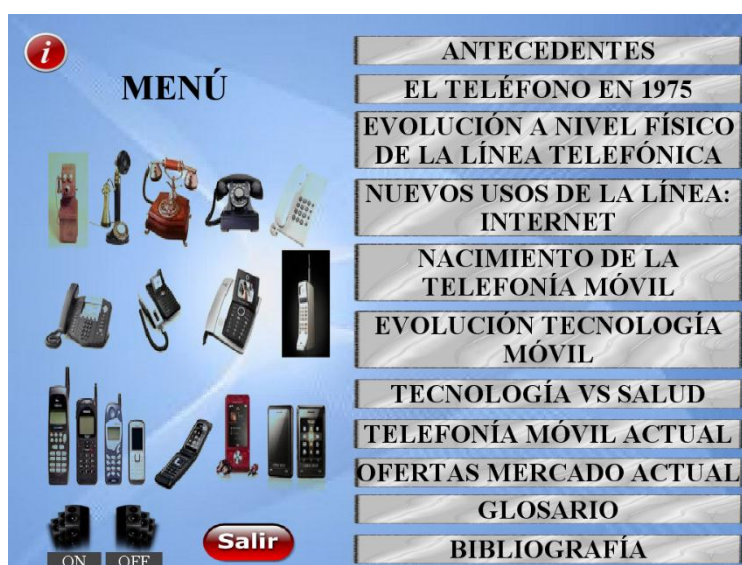 i
MENÚ
ANTECEDENTES
EL TELÉFONO EN 1975
EVOLUCIÓN A NIVEL FÍSICO
DE LA LÍNEA TELEFÓNICA
NUEVOS USOS DE LA LÍNEA:
INTERNET
NACIMIENTO DE LA
TELEFONÍA MÓVIL
EVOLUCIÓN TECNOLOGÍA
MÓVIL
TECNOLOGÍA VS SALUD
TELEFONÍA MÓVIL ACTUAL
OFERTAS MERCADO ACTUAL
GLOSARIO
BIBLIOGRAFÍA
ON OFF
Salir